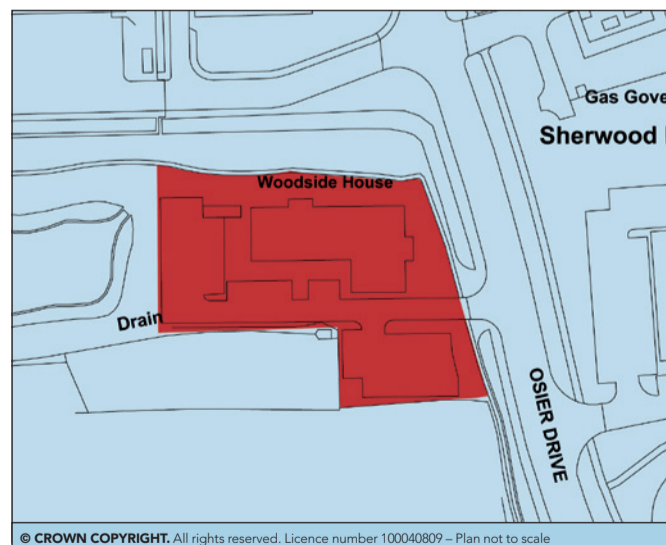 Gas Gove
Sherwood
Woodside House
Drain
OSIER DRIVE
© CROWN COPYRIGHT. All rights reserved. Licence number 100040809 – Plan not to scale